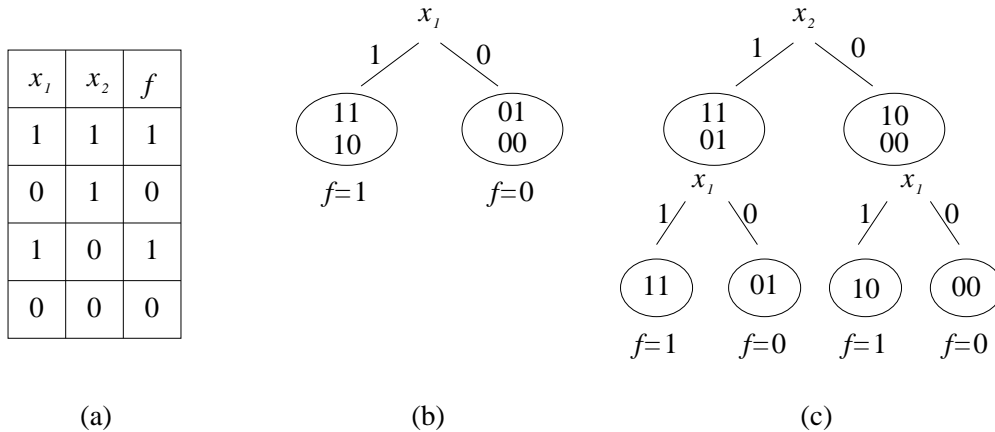 x1 x2 f
1 1 1
0 1 0
1 0 1
0 0 0
(a)
x1
1 0
11 01
10 00
f=1 f=0
(b)
x2
1 0
11 10
01 00
x1 x1
1 0 1 0
11 01 10 00
f=1 f=0 f=1 f=0
(c)